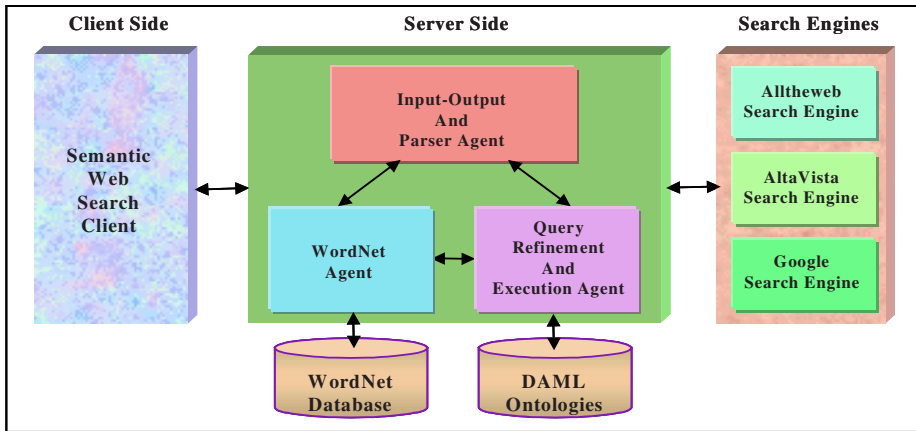 Client Side
Server Side
Search Engines
Semantic
Web
Search
Client
Input-Output
And
Parser Agent
WordNet
Agent
Query
Refinement
And
Execution Agent
Alltheweb
Search Engine
AltaVista
Search Engine
Google
Search Engine
WordNet
Database
DAML
Ontologies